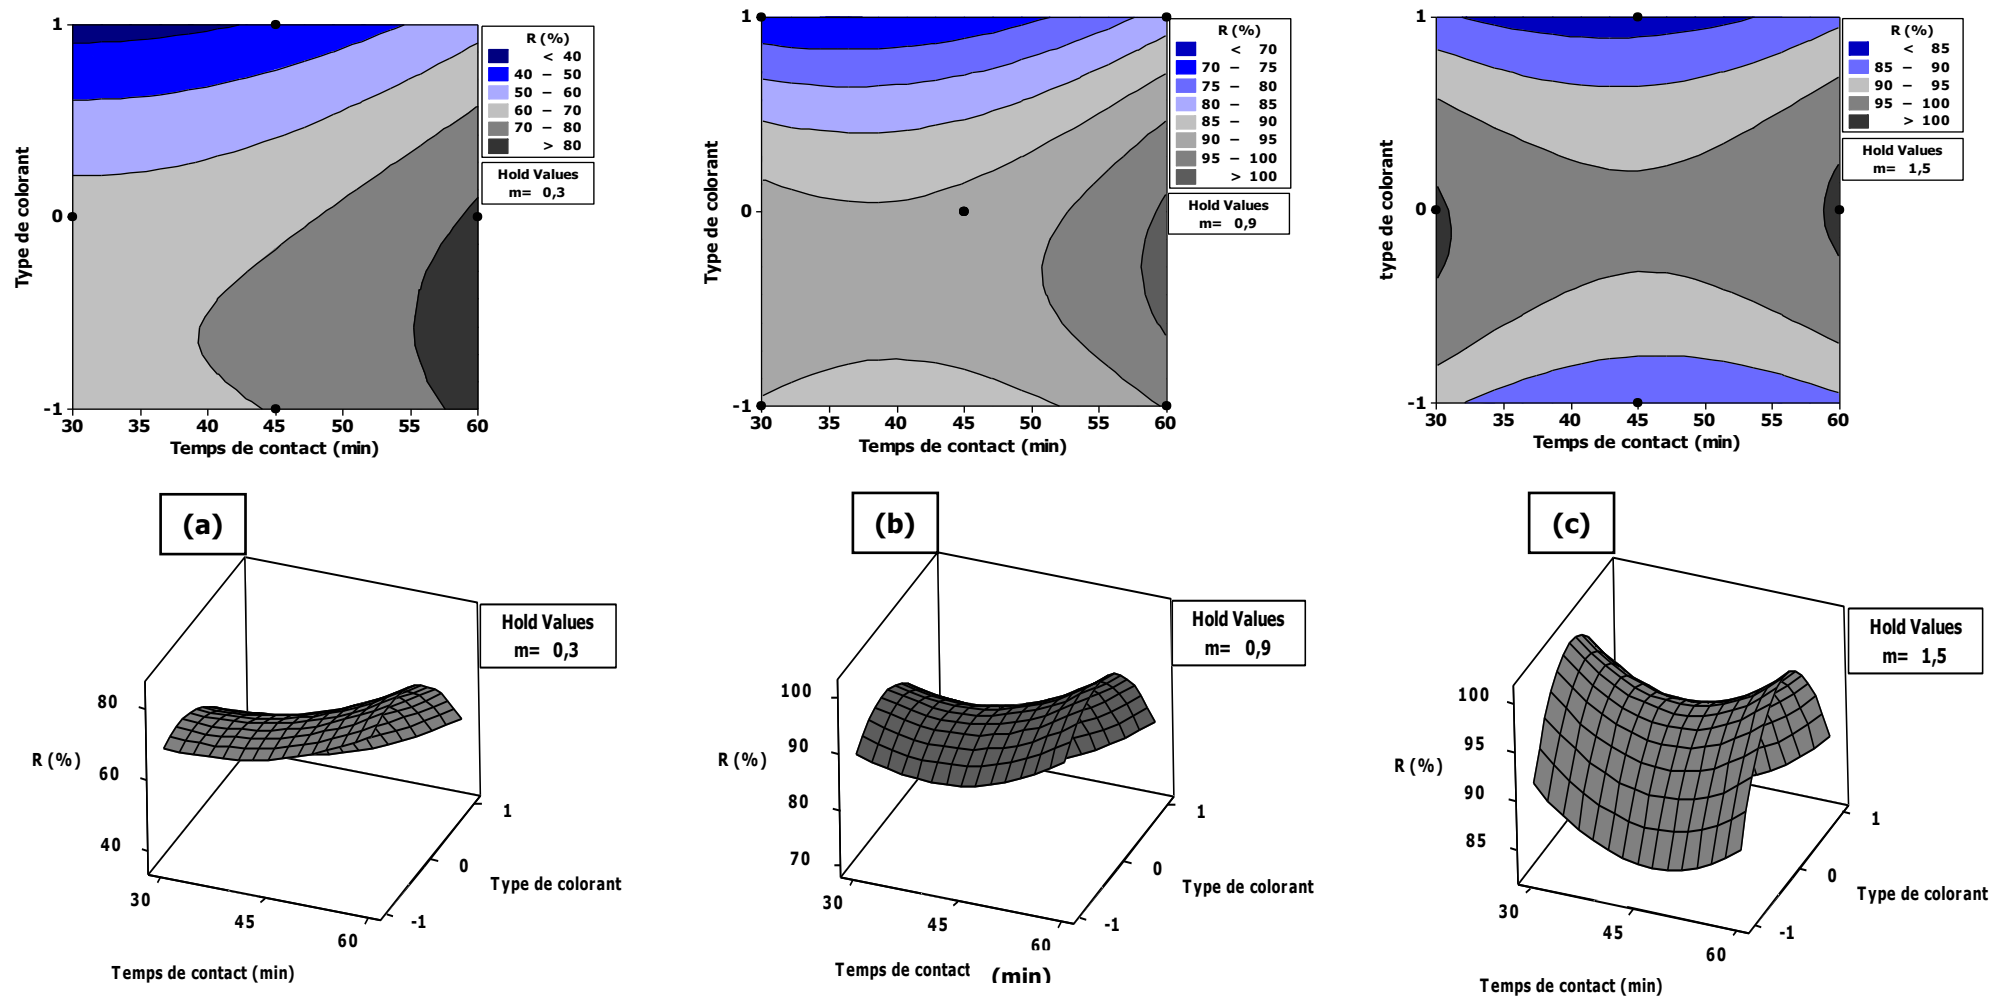 1
0
-1
30
35
40
45
50
55
60
Type de colorant
Temps de contact (min)
R (%)
< 40
40 – 50
50 – 60
60 – 70
70 – 80
> 80
Hold Values
m= 0,3
1
0
-1
30
35
40
45
50
55
60
Type de colorant
Temps de contact (min)
R (%)
< 70
70 – 75
75 – 80
80 – 85
85 – 90
90 – 95
95 – 100
> 100
Hold Values
m= 0,9
1
0
-1
30
35
40
45
50
55
60
type de colorant
Temps de contact (min)
R (%)
< 85
85 – 90
90 – 95
95 – 100
> 100
Hold Values
m= 1,5
(a)
Hold Values
m= 0,3
80
60
40
R (%)
30
45
60
-1
0
1
Type de colorant
Temps de contact (min)
(b)
Hold Values
m= 0,9
100
90
80
70
R (%)
30
45
60
-1
0
1
Type de colorant
Temps de contact (min)
(c)
Hold Values
m= 1,5
100
95
90
85
R (%)
30
45
60
-1
0
1
Type de colorant
Temps de contact (min)